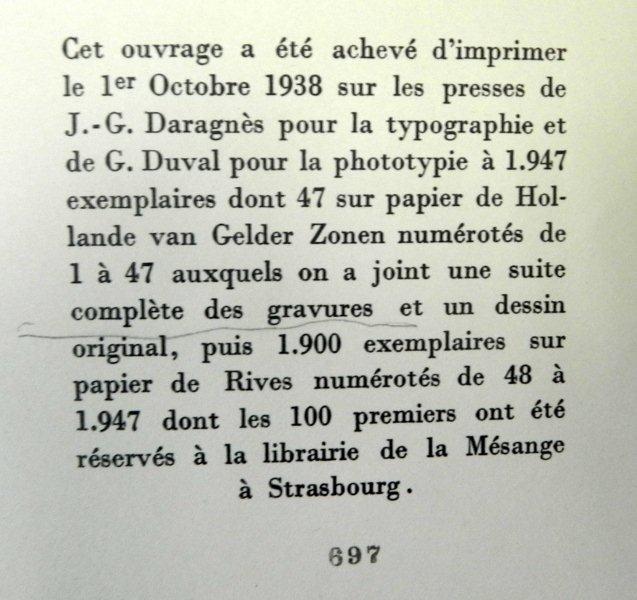 Cet ouvrage a été achevé d'imprimer
le 1er Octobre 1938 sur les presses de
J.-G. Daragnès pour la typographie et
de G. Duval pour la phototypie à 1.947
exemplaires dont 47 sur papier de Hol-
lande van Gelder Zonen numérotés de
1 à 47 auxquels on a joint une suite
complète des gravures et un dessin
original, puis 1.900 exemplaires sur
papier de Rives numérotés de 48 à
1.947 dont les 100 premiers ont été
réservés à la librairie de la Mésange
à Strasbourg.
697